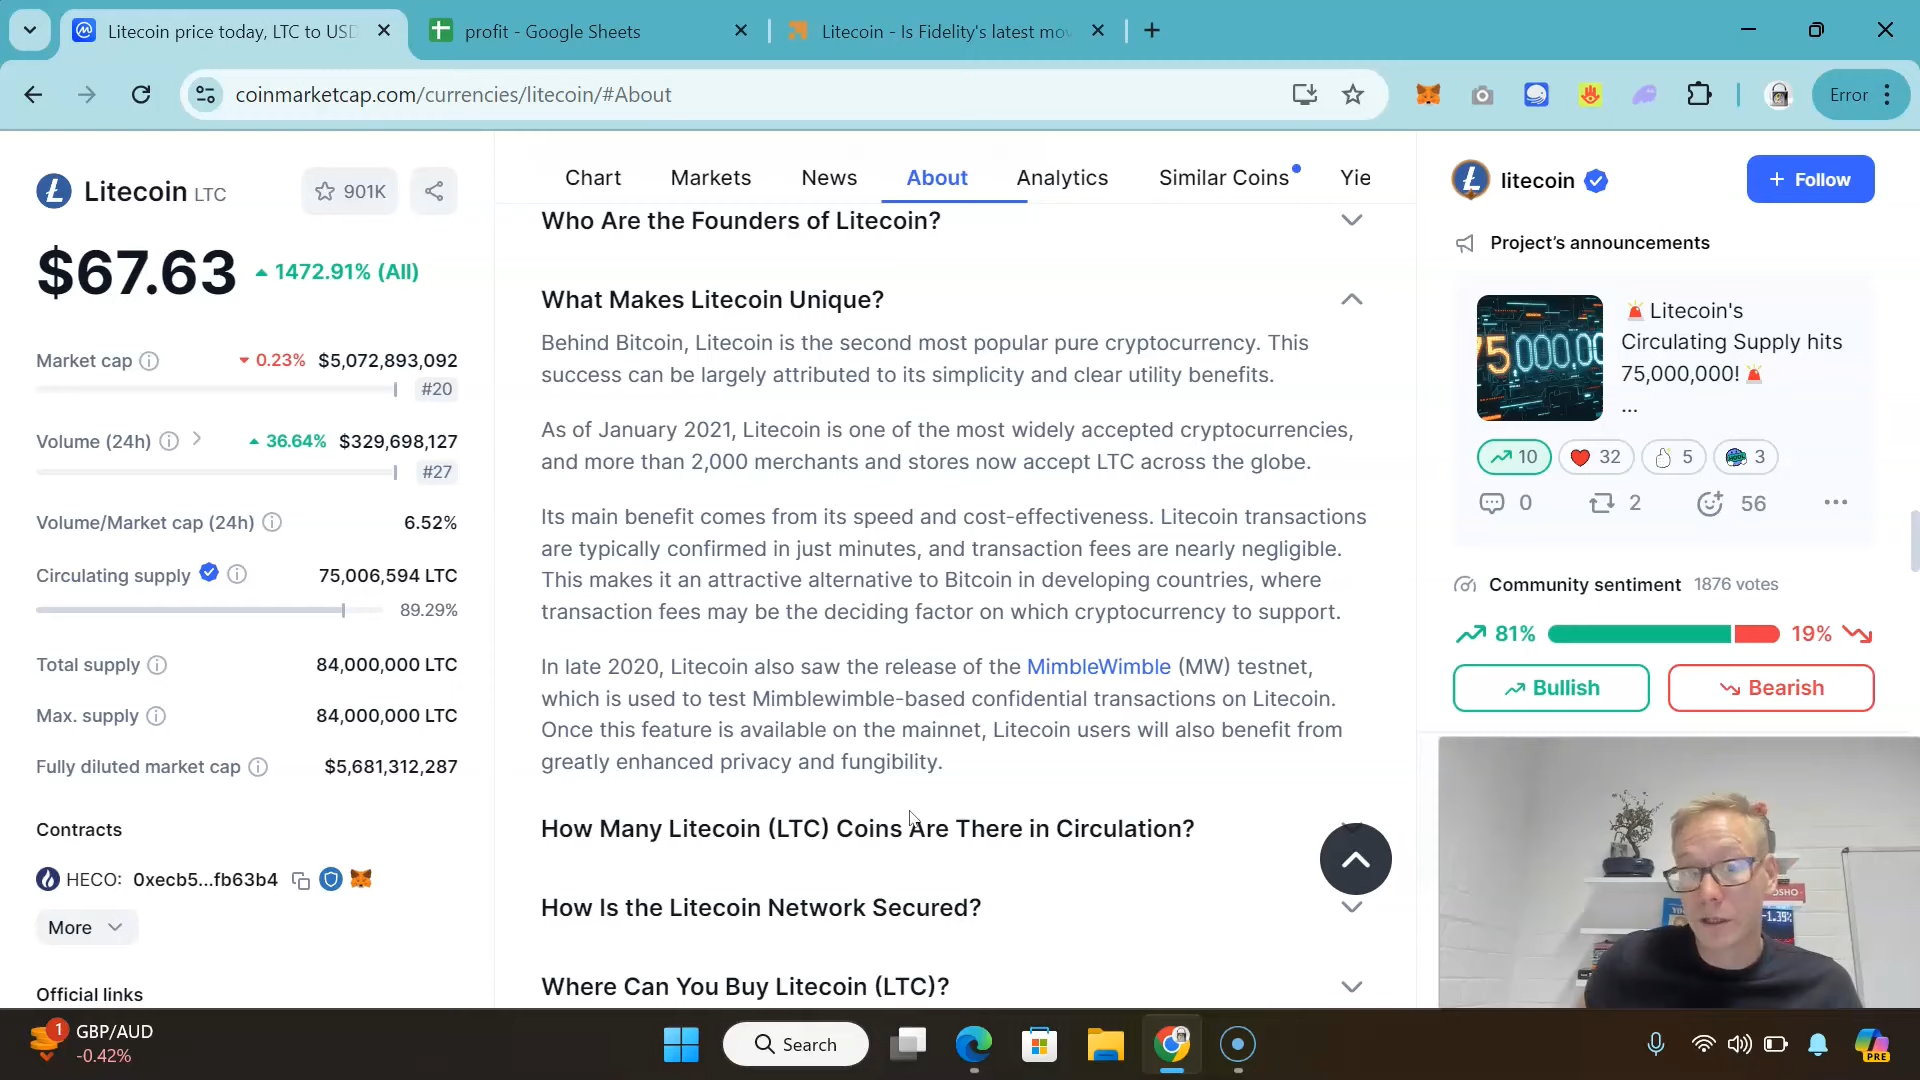 Litecoin price today, LTC to USD
profit - Google Sheets
Litecoin - Is Fidelity's latest mov
coinmarketcap.com/currencies/litecoin/#About
Error
Litecoin LTC
901K
$67.63
1472.91% (All)
Market cap
0.23% $5,072,893,092
#20
Volume (24h)
36.64% $329,698,127
#27
Volume/Market cap (24h)
6.52%
Circulating supply
75,006,594 LTC
89.29%
Total supply
84,000,000 LTC
Max. supply
84,000,000 LTC
Fully diluted market cap
$5,681,312,287
Contracts
HECO: 0xecb5...fb63b4
More
Official links
Chart Markets News About Analytics Similar Coins Yie
Who Are the Founders of Litecoin?
What Makes Litecoin Unique?
Behind Bitcoin, Litecoin is the second most popular pure cryptocurrency. This
success can be largely attributed to its simplicity and clear utility benefits.
As of January 2021, Litecoin is one of the most widely accepted cryptocurrencies,
and more than 2,000 merchants and stores now accept LTC across the globe.
Its main benefit comes from its speed and cost-effectiveness. Litecoin transactions
are typically confirmed in just minutes, and transaction fees are nearly negligible.
This makes it an attractive alternative to Bitcoin in developing countries, where
transaction fees may be the deciding factor on which cryptocurrency to support.
In late 2020, Litecoin also saw the release of the MimbleWimble (MW) testnet,
which is used to test Mimblewimble-based confidential transactions on Litecoin.
Once this feature is available on the mainnet, Litecoin users will also benefit from
greatly enhanced privacy and fungibility.
How Many Litecoin (LTC) Coins Are There in Circulation?
How Is the Litecoin Network Secured?
Where Can You Buy Litecoin (LTC)?
litecoin
+ Follow
Project's announcements
75,000,00
Litecoin's
Circulating Supply hits
75,000,000!
...
10
32
5
3
0
2
56
Community sentiment 1876 votes
81%
19%
Bullish
Bearish
OSHO
-1.39%
1
GBP/AUD
-0.42%
Search
PRE